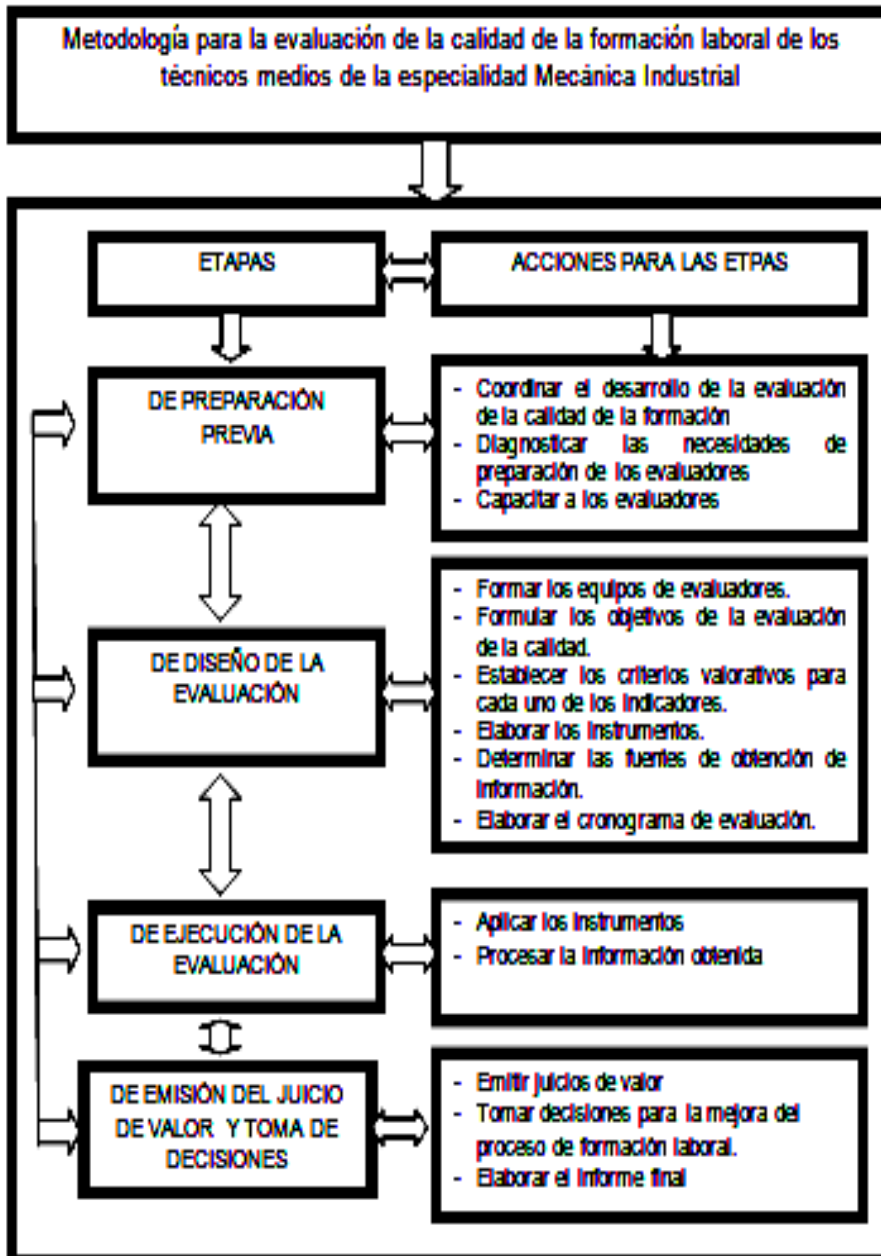 Metodología para la evaluación de la calidad de la formación laboral de los
técnicos medios de la especialidad Mecánica Industrial
ETAPAS
ACCIONES PARA LAS ETPAS
DE PREPARACIÓN
PREVIA
- Coordinar el desarrollo de la evaluación
de la calidad de la formación
- Diagnosticar las necesidades de
preparación de los evaluadores
- Capacitar a los evaluadores
DE DISEÑO DE LA
EVALUACIÓN
- Formar los equipos de evaluadores.
- Formular los objetivos de la evaluación
de la calidad.
- Establecer los criterios valorativos para
cada uno de los indicadores.
- Elaborar los instrumentos.
- Determinar las fuentes de obtención de
información.
- Elaborar el cronograma de evaluación.
DE EJECUCIÓN DE LA
EVALUACIÓN
- Aplicar los instrumentos
- Procesar la información obtenida
DE EMISIÓN DEL JUICIO
DE VALOR Y TOMA DE
DECISIONES
- Emitir juicios de valor
- Tomar decisiones para la mejora del
proceso de formación laboral.
- Elaborar el informe final